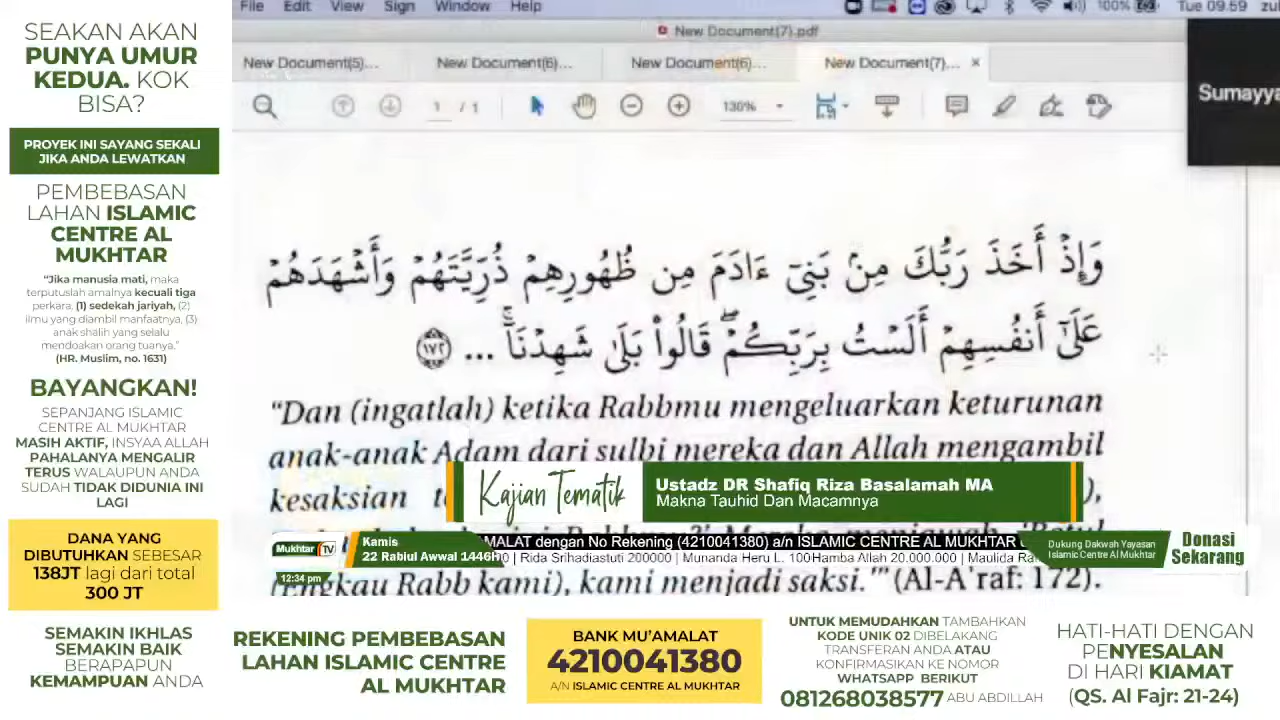 SEAKAN AKAN
PUNYA UMUR
KEDUA. KOK
BISA?
PROYEK INI SAYANG SEKALI
JIKA ANDA LEWATKAN
PEMBEBASAN
LAHAN ISLAMIC
CENTRE AL
MUKHTAR
"Jika manusia mati, maka
terputuslah amalnya kecuali tiga
perkara, (1) sedekah jariyah, (2)
ilmu yang diambil manfaatnya, (3)
anak shalih yang selalu
mendoakan orang tuanya,"
(HR. Muslim, no. 1631)
BAYANGKAN!
SEPANJANG ISLAMIC
CENTRE AL MUKHTAR
MASIH AKTIF, INSYAA ALLAH
PAHALANYA MENGALIR
TERUS WALAUPUN ANDA
SUDAH TIDAK DIDUNIA INI
LAGI
DANA YANG
DIBUTUHKAN SEBESAR
138JT lagi dari total
300 JT
SEMAKIN IKHLAS
SEMAKIN BAIK
BERAPAPUN
KEMAMPUAN ANDA
File Edit View Sign Window Help
100% Tue 09.59
New Document(7).pdf
New Document(5)... New Document(6)... New Document(6)... New Document(7)... ×
1 / 1 130%
Sumayya
وَإِذْ أَخَذَ رَبُّكَ مِنۢ بَنِىٓ ءَادَمَ مِن ظُهُورِهِمْ ذُرِّيَّتَهُمْ وَأَشْهَدَهُمْ
عَلَىٰٓ أَنفُسِهِمْ أَلَسْتُ بِرَبِّكُمْ ۖ قَالُوا۟ بَلَىٰ شَهِدْنَآ ۛ ... ١٧٢
"Dan (ingatlah) ketika Rabbmu mengeluarkan keturunan
anak-anak Adam dari sulbi mereka dan Allah mengambil
kesaksian
Kajian Tematik
Ustadz DR Shafiq Riza Basalamah MA
Makna Tauhid Dan Macamnya
Mukhtar TV
Kamis
22 Rabiul Awwal 1446H
AMALAT dengan No Rekening (4210041380) a/n ISLAMIC CENTRE AL MUKHTAR
| Rida Srihadiastuti 200000 | Munanda Heru L. 100 Hamba Allah 20.000.000 | Maulida
Dukung Dakwah Yayasan
Islamic Centre Al Mukhtar
Donasi
Sekarang
12:34 pm
Rabb kami), kami menjadi saksi.'" (Al-A'raf: 172).
REKENING PEMBEBASAN
LAHAN ISLAMIC CENTRE
AL MUKHTAR
BANK MU'AMALAT
4210041380
A/N ISLAMIC CENTRE AL MUKHTAR
UNTUK MEMUDAHKAN TAMBAHKAN
KODE UNIK 02 DIBELAKANG
TRANSFERAN ANDA ATAU
KONFIRMASIKAN KE NOMOR
WHATSAPP BERIKUT
081268038577 ABU ABDILLAH
HATI-HATI DENGAN
PENYESALAN
DI HARI KIAMAT
(QS. Al Fajr: 21-24)